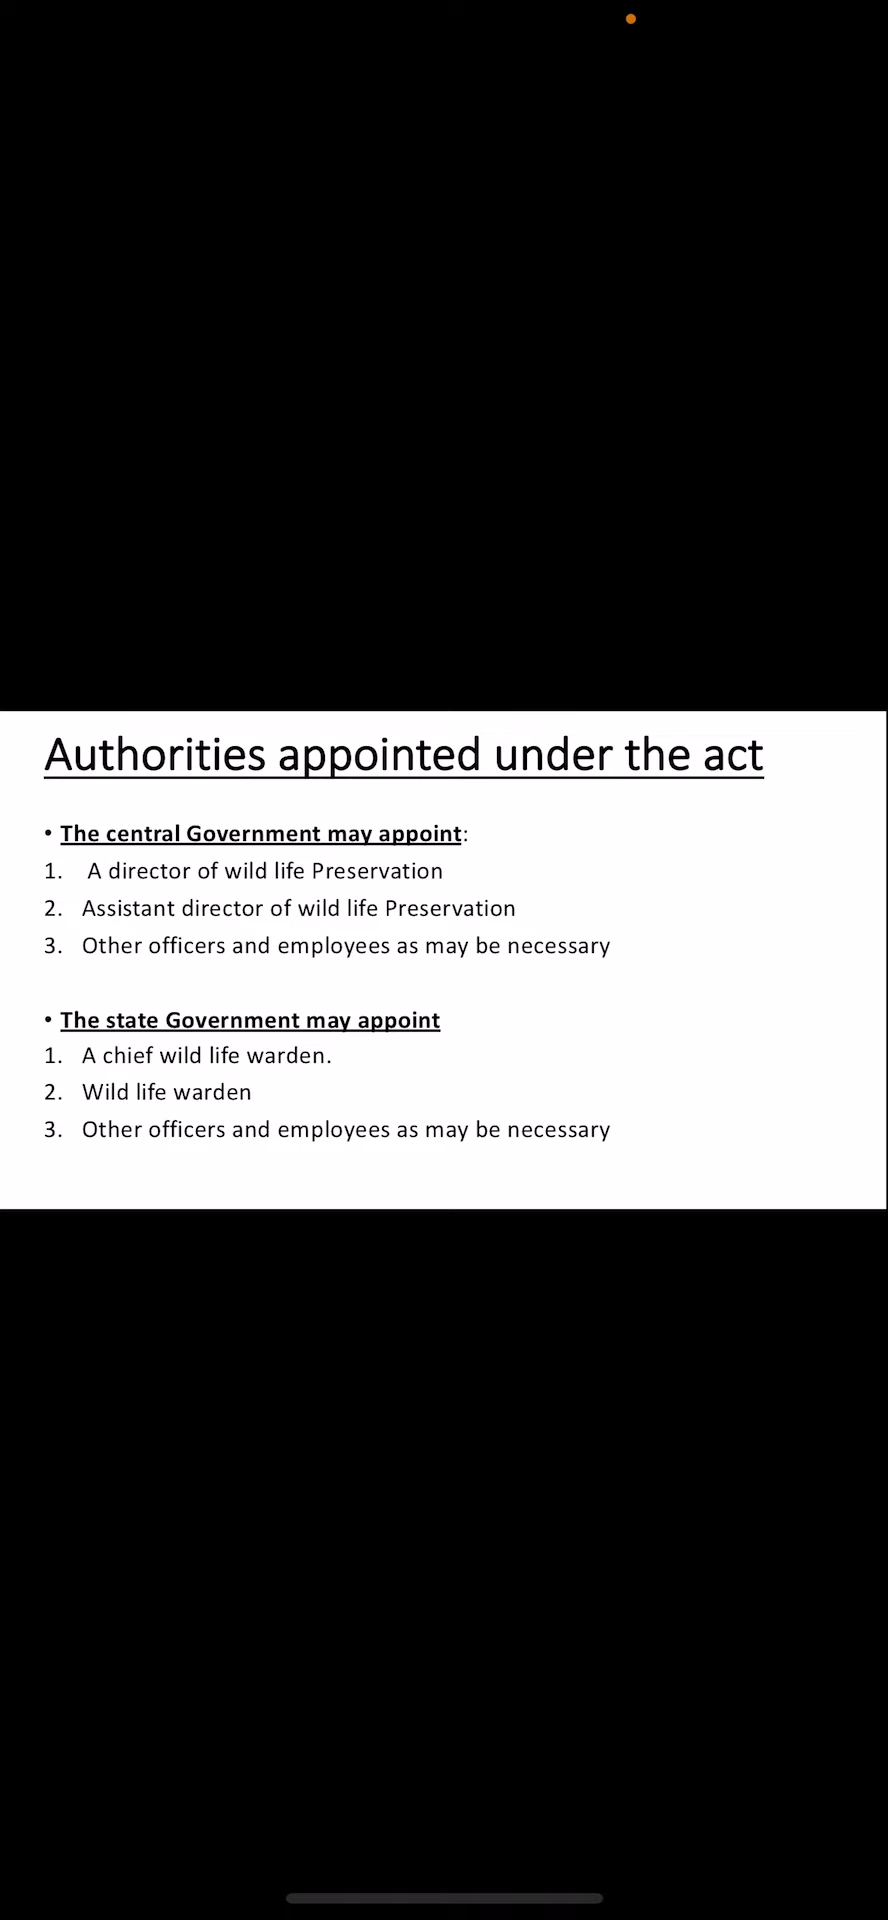 Authorities appointed under the act
• The central Government may appoint:
1. A director of wild life Preservation
2. Assistant director of wild life Preservation
3. Other officers and employees as may be necessary
• The state Government may appoint
1. A chief wild life warden.
2. Wild life warden
3. Other officers and employees as may be necessary